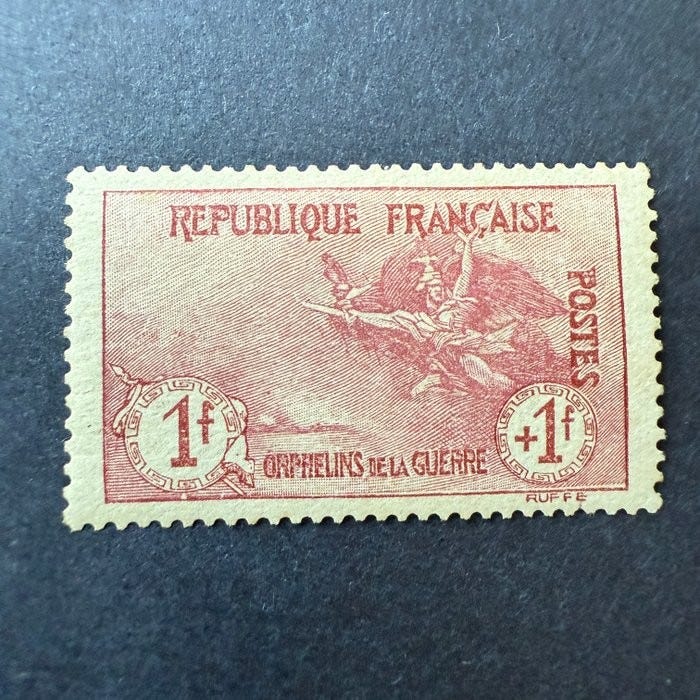 REPUBLIQUE FRANÇAISE
POSTES
1f
+1f
ORPHELINS DE LA GUERRE
RUFFE